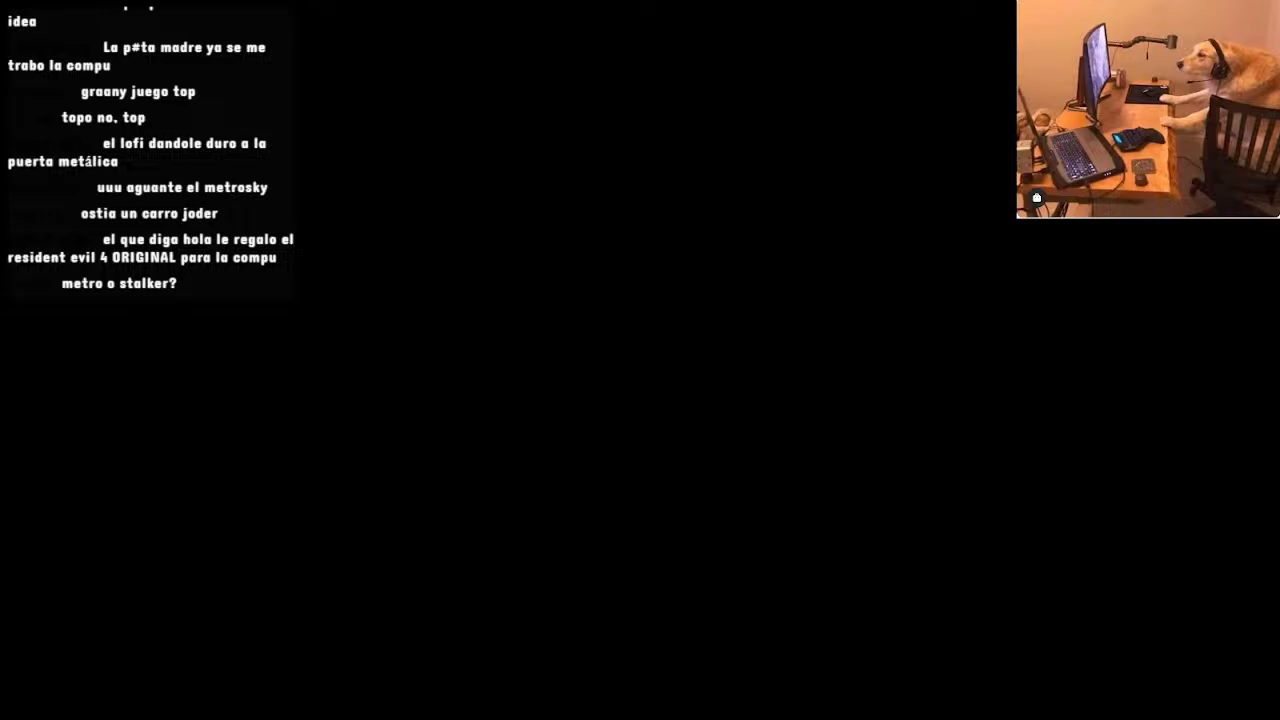 idea
La p#ta madre ya se me
trabo la compu
graany juego top
topo no. top
el lofi dandole duro a la
puerta metálica
uuu aguante el metrosky
ostia un carro joder
el que diga hola le regalo el
resident evil 4 ORIGINAL para la compu
metro o stalker?